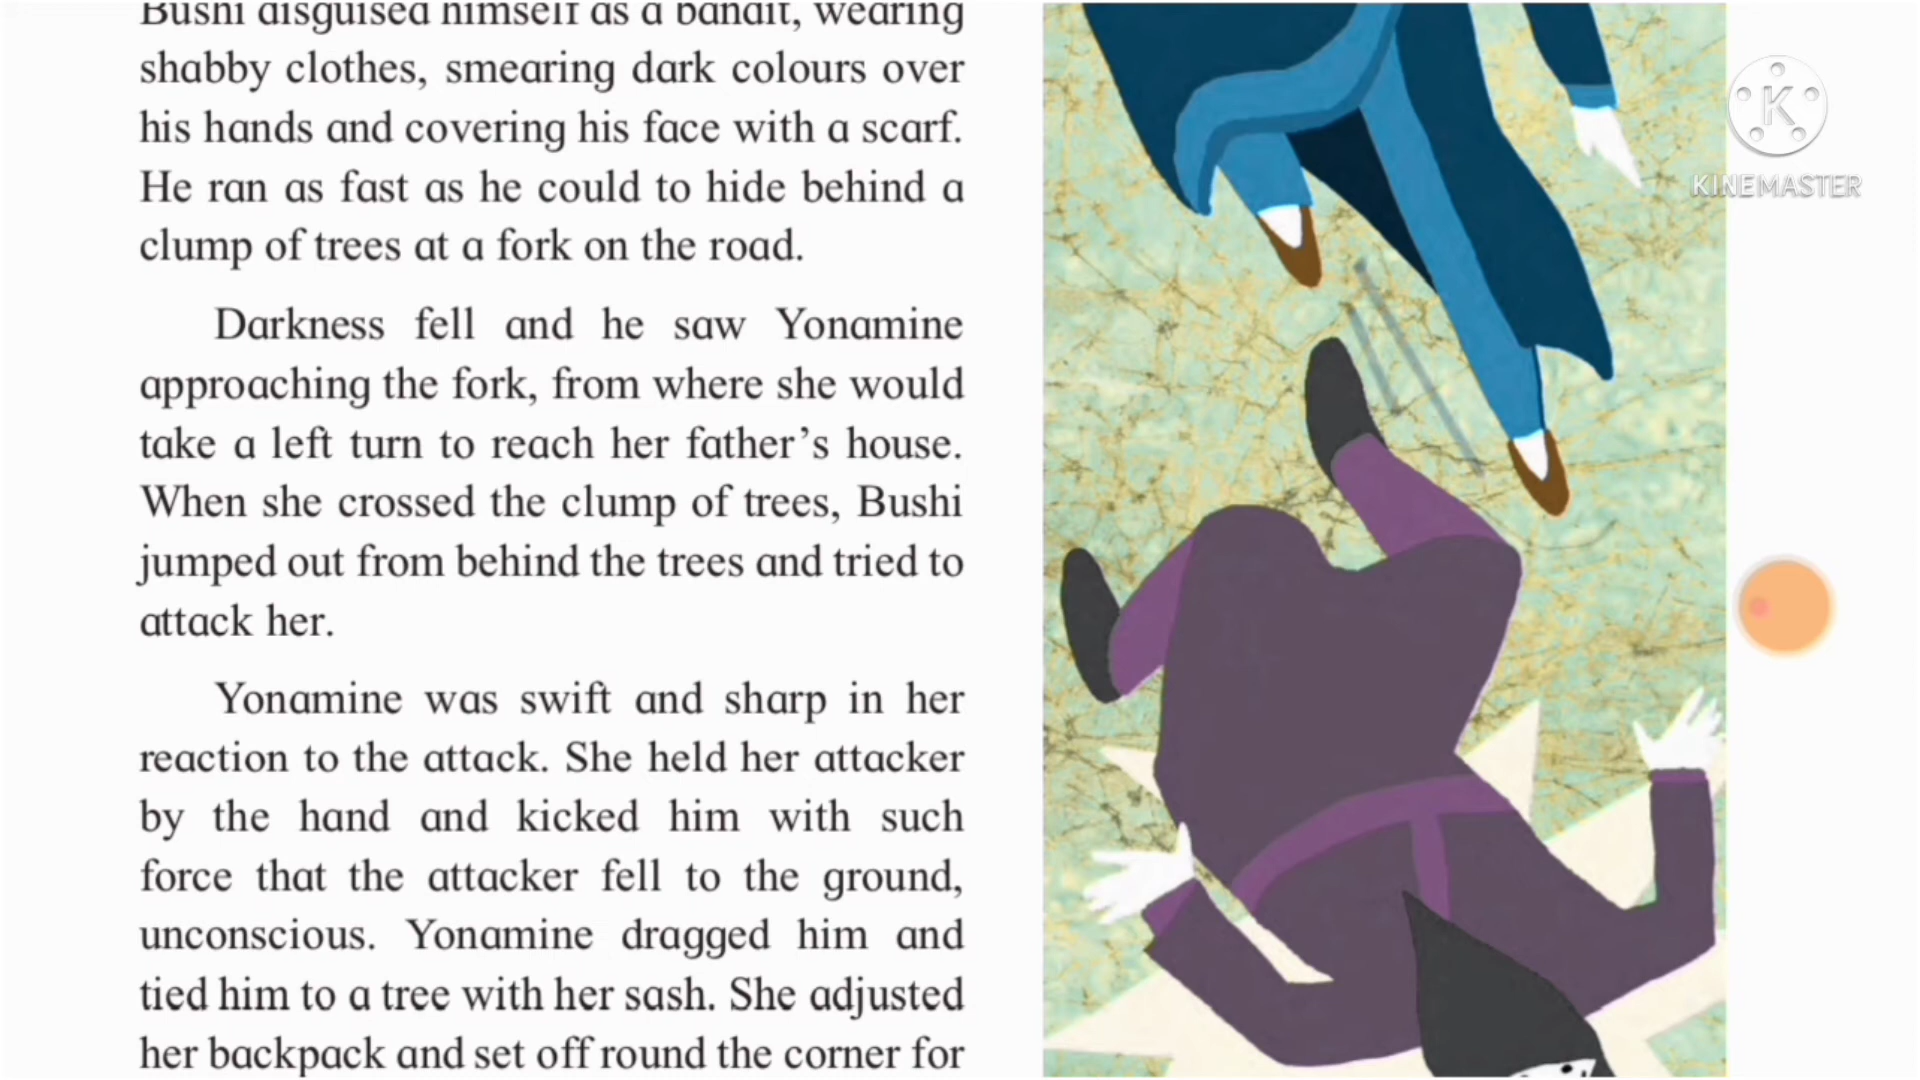 Bushi disguised himself as a bandit, wearing
shabby clothes, smearing dark colours over
his hands and covering his face with a scarf.
He ran as fast as he could to hide behind a
clump of trees at a fork on the road.
Darkness fell and he saw Yonamine
approaching the fork, from where she would
take a left turn to reach her father’s house.
When she crossed the clump of trees, Bushi
jumped out from behind the trees and tried to
attack her.
Yonamine was swift and sharp in her
reaction to the attack. She held her attacker
by the hand and kicked him with such
force that the attacker fell to the ground,
unconscious. Yonamine dragged him and
tied him to a tree with her sash. She adjusted
her backpack and set off round the corner for
K
KINEMASTER